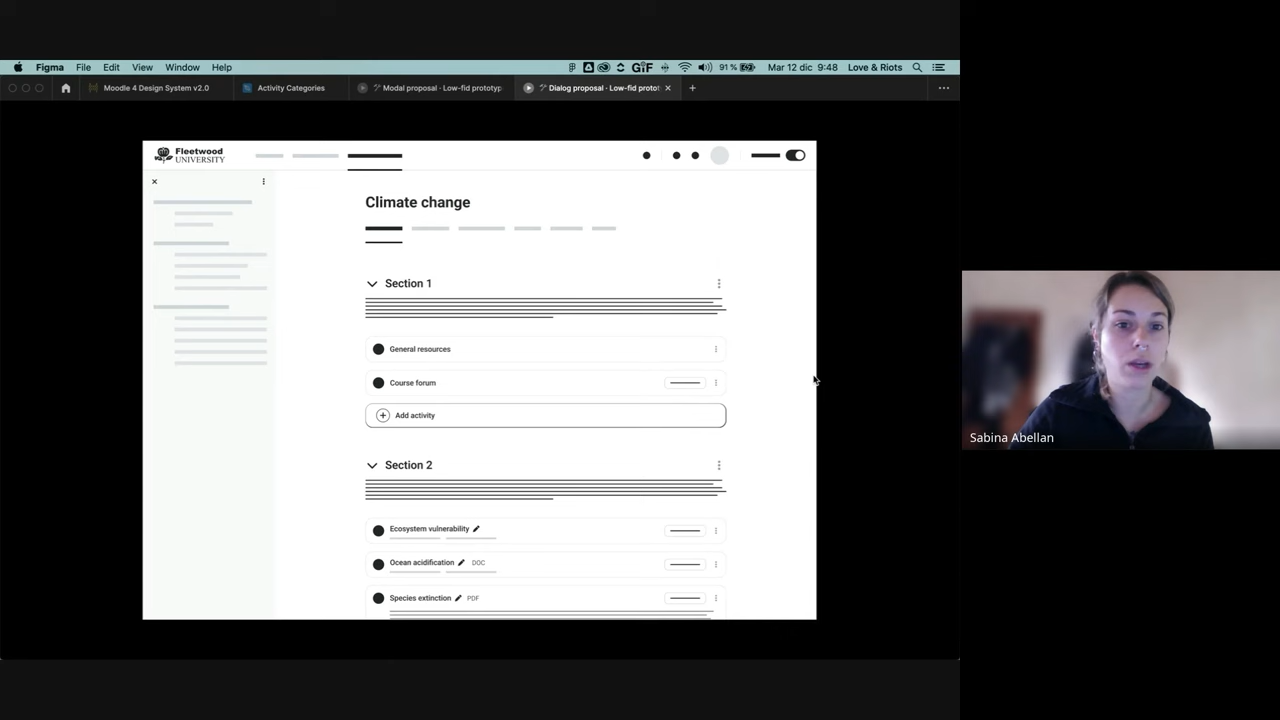 Figma File Edit View Window Help GIF 91 % Mar 12 dic 9:48 Love & Riots
Moodle 4 Design System v2.0 Activity Categories Modal proposal · Low-fid prototyp Dialog proposal · Low-fid protot
Fleetwood
UNIVERSITY
Climate change
Section 1
General resources
Course forum
Add activity
Section 2
Ecosystem vulnerability
Ocean acidification DOC
Species extinction PDF
Sabina Abellan